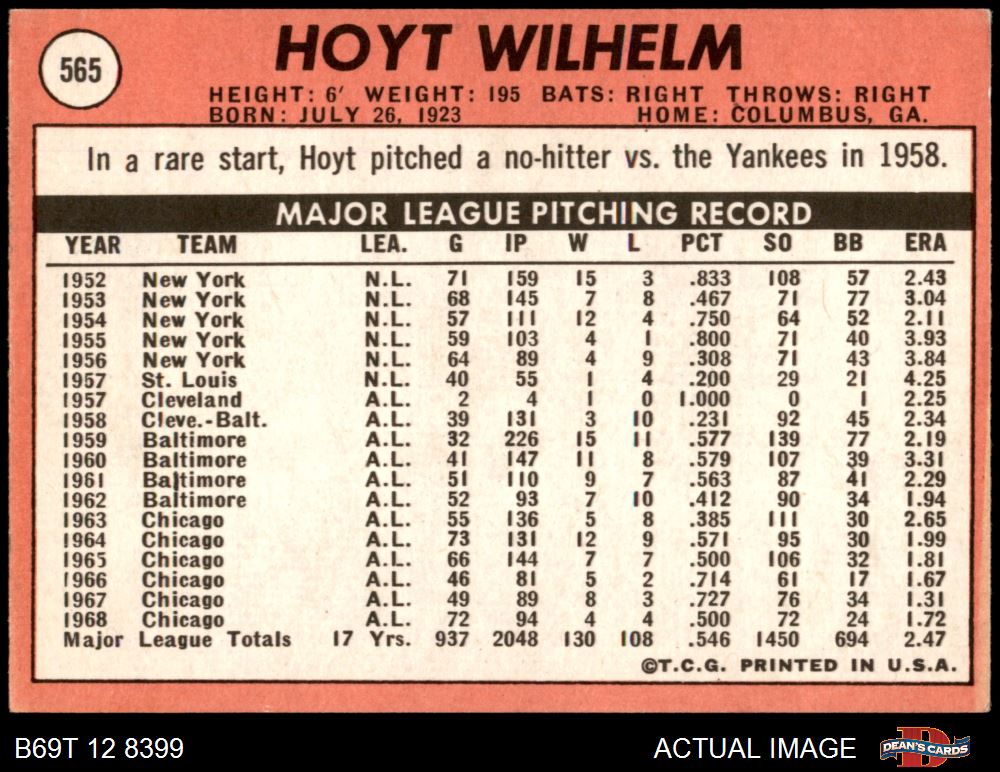 565
HOYT WILHELM
HEIGHT: 6' WEIGHT: 195 BATS: RIGHT THROWS: RIGHT
BORN: JULY 26, 1923 HOME: COLUMBUS, GA.
In a rare start, Hoyt pitched a no-hitter vs. the Yankees in 1958.
MAJOR LEAGUE PITCHING RECORD
YEAR TEAM LEA. G IP W L PCT SO BB ERA
1952 New York N.L. 71 159 15 3 .833 108 57 2.43
1953 New York N.L. 68 145 7 8 .467 71 77 3.04
1954 New York N.L. 57 111 12 4 .750 64 52 2.11
1955 New York N.L. 59 103 4 1 .800 71 40 3.93
1956 New York N.L. 64 89 4 9 .308 71 43 3.84
1957 St. Louis N.L. 40 55 1 4 .200 29 21 4.25
1957 Cleveland A.L. 2 4 1 0 1.000 0 1 2.25
1958 Cleve.-Balt. A.L. 39 131 3 10 .231 92 45 2.34
1959 Baltimore A.L. 32 226 15 11 .577 139 77 2.19
1960 Baltimore A.L. 41 147 11 8 .579 107 39 3.31
1961 Baltimore A.L. 51 110 9 7 .563 87 41 2.29
1962 Baltimore A.L. 52 93 7 10 .412 90 34 1.94
1963 Chicago A.L. 55 136 5 8 .385 111 30 2.65
1964 Chicago A.L. 73 131 12 9 .571 95 30 1.99
1965 Chicago A.L. 66 144 7 7 .500 106 32 1.81
1966 Chicago A.L. 46 81 5 2 .714 61 17 1.67
1967 Chicago A.L. 49 89 8 3 .727 76 34 1.31
1968 Chicago A.L. 72 94 4 4 .500 72 24 1.72
Major League Totals 17 Yrs. 937 2048 130 108 .546 1450 694 2.47
©T.C.G. PRINTED IN U.S.A.
B69T 12 8399 ACTUAL IMAGE DEAN'S CARDS